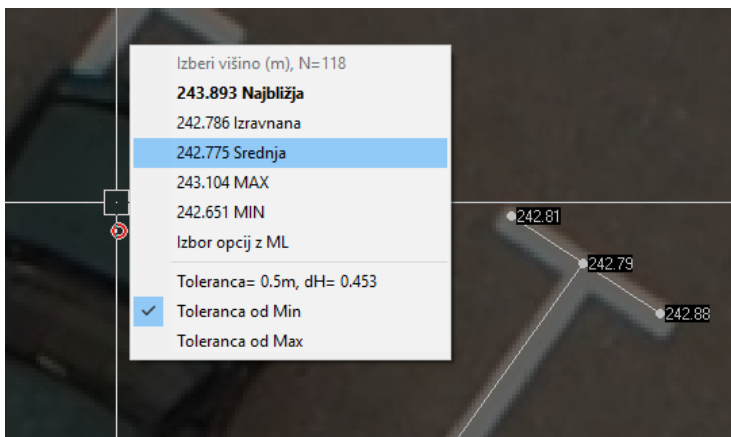 Izberi višino (m), N=118
243.893 Najbližja
242.786 Izravnana
242.775 Srednja
243.104 MAX
242.651 MIN
Izbor opcij z ML
Toleranca= 0.5m, dH= 0.453
Toleranca od Min
Toleranca od Max
242.81
242.79
242.88